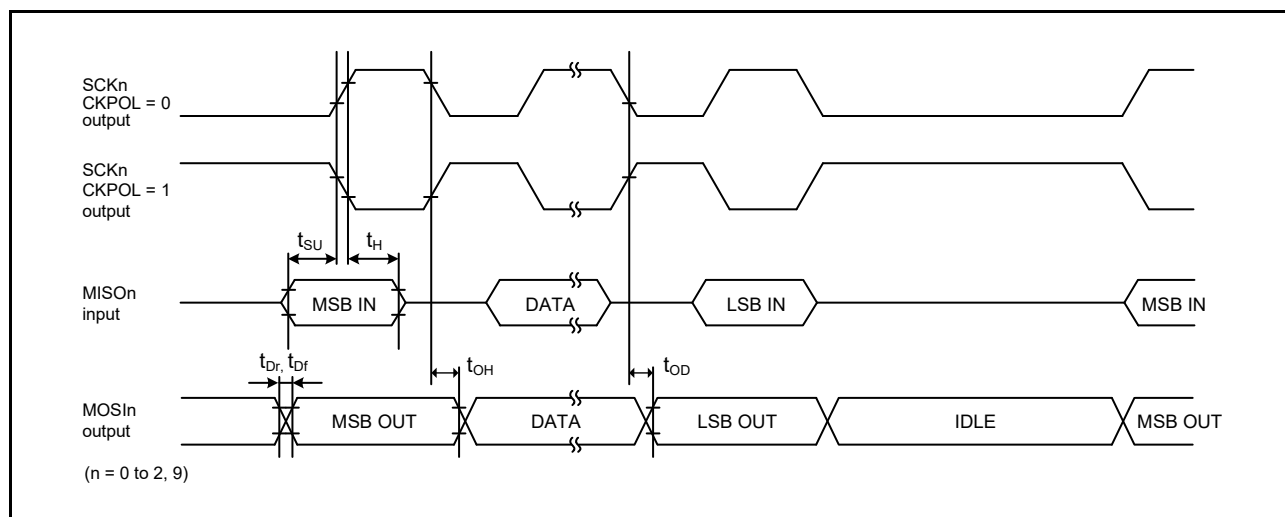 SCKn
CKPOL = 0
output
SCKn
CKPOL = 1
output
tSU
tH
MISOn
input
MSB IN
DATA
LSB IN
MSB IN
tDr, tDf
tOH
tOD
MOSIn
output
MSB OUT
DATA
LSB OUT
IDLE
MSB OUT
(n = 0 to 2, 9)